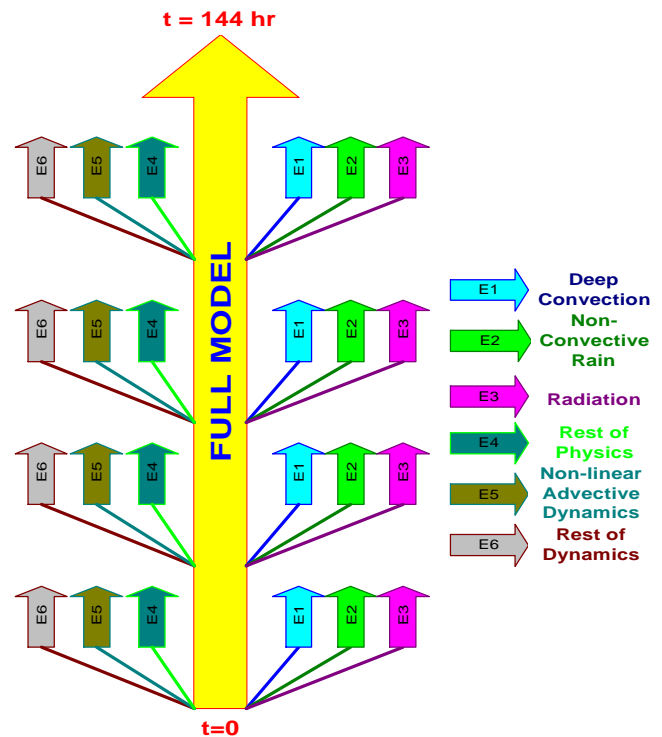 t = 144 hr
E6
E5
E4
E1
E2
E3
E6
E5
E4
E1
E2
E3
E6
E5
E4
E1
E2
E3
E6
E5
E4
E1
E2
E3
FULL MODEL
t=0
E1
Deep
Convection
E2
Non-
Convective
Rain
E3
Radiation
E4
Rest of
Physics
E5
Non-linear
Advective
Dynamics
E6
Rest of
Dynamics